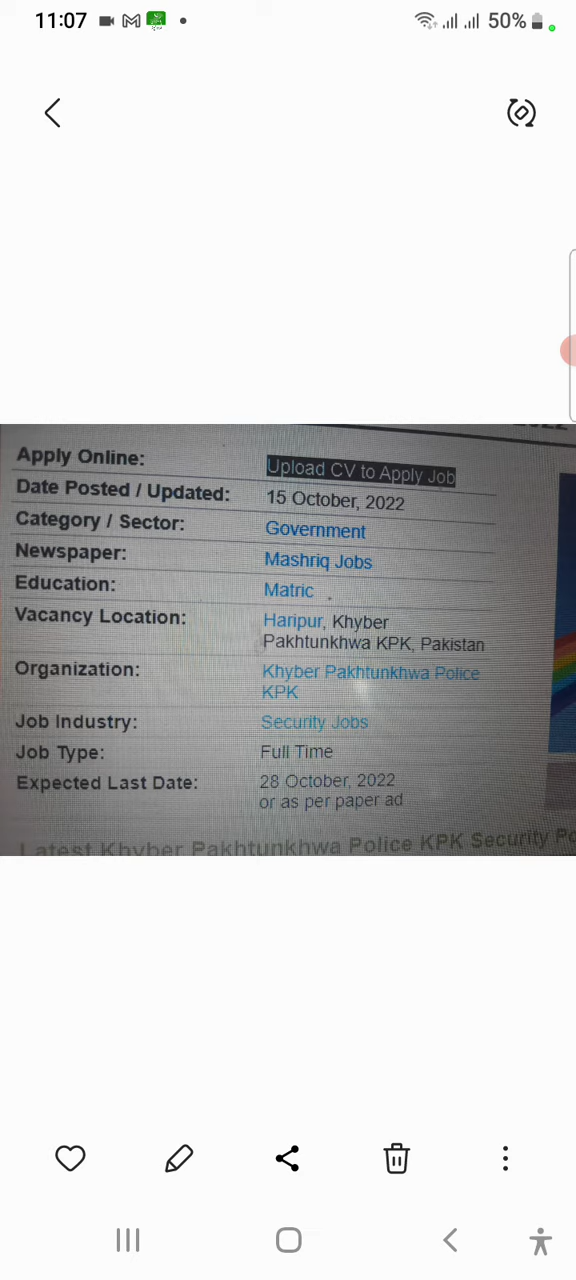 11:07
50%
Apply Online: Upload CV to Apply Job
Date Posted / Updated: 15 October, 2022
Category / Sector: Government
Newspaper: Mashriq Jobs
Education: Matric
Vacancy Location: Haripur, Khyber
Pakhtunkhwa KPK, Pakistan
Organization: Khyber Pakhtunkhwa Police
KPK
Job Industry: Security Jobs
Job Type: Full Time
Expected Last Date: 28 October, 2022
or as per paper ad
Latest Khyber Pakhtunkhwa Police KPK Security